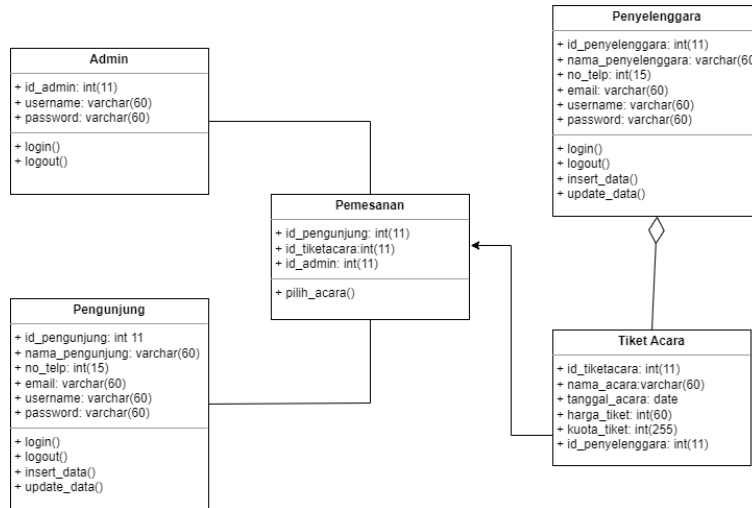 Admin
+ id_admin: int(11)
+ username: varchar(60)
+ password: varchar(60)
+ login()
+ logout()
Penyelenggara
+ id_penyelenggara: int(11)
+ nama_penyelenggara: varchar(60
+ no_telp: int(15)
+ email: varchar(60)
+ username: varchar(60)
+ password: varchar(60)
+ login()
+ logout()
+ insert_data()
+ update_data()
Pemesanan
+ id_pengunjung: int(11)
+ id_tiketacara:int(11)
+ id_admin: int(11)
+ pilih_acara()
Pengunjung
+ id_pengunjung: int 11
+ nama_pengunjung: varchar(60)
+ no_telp: int(15)
+ email: varchar(60)
+ username: varchar(60)
+ password: varchar(60)
+ login()
+ logout()
+ insert_data()
+ update_data()
Tiket Acara
+ id_tiketacara: int(11)
+ nama_acara:varchar(60)
+ tanggal_acara: date
+ harga_tiket: int(60)
+ kuota_tiket: int(255)
+ id_penyelenggara: int(11)